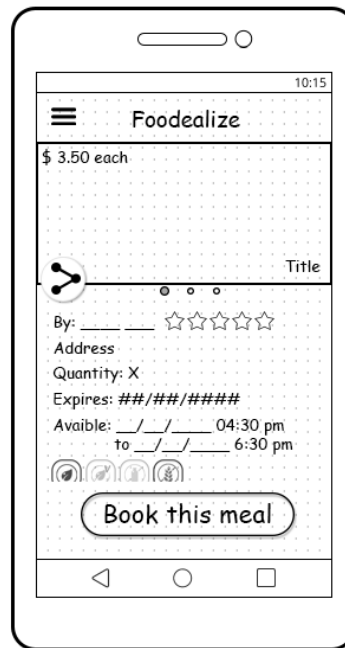 10:15
Foodealize
$ 3.50 each
Title
By: ____ ___
Address
Quantity: X
Expires: ##/##/####
Avaible: __/__/____ 04:30 pm
to __/__/____ 6:30 pm
Book this meal